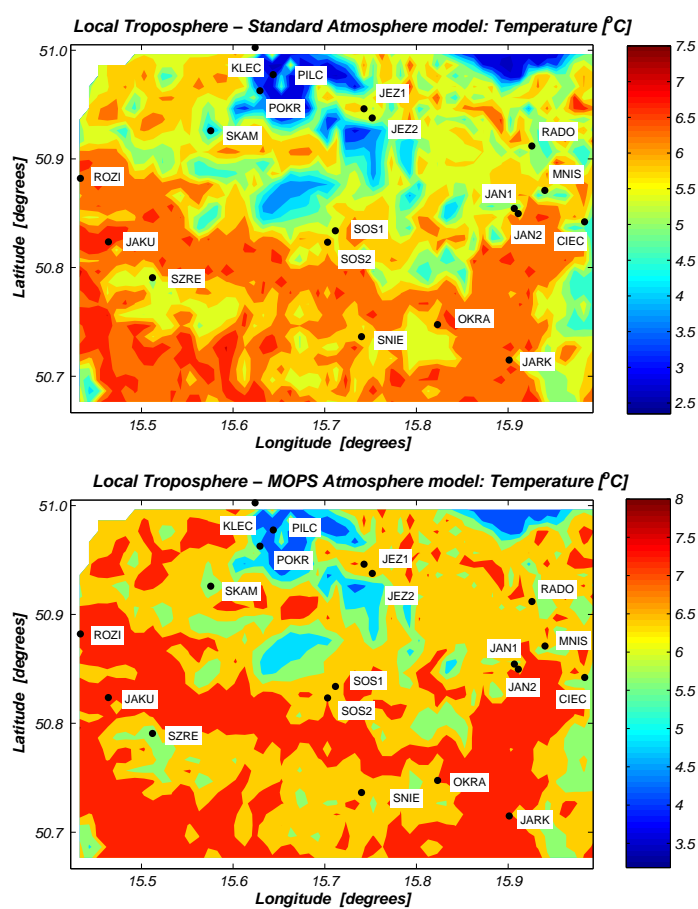 Local Troposphere – Standard Atmosphere model: Temperature [°C]
51.0
7.5
KLEC
PILC
7
JEZ1
POKR
6.5
SKAM
JEZ2
RADO
6
50.9
MNIS
5.5
ROZI
JAN1
5
JAKU
SOS1
JAN2
CIEC
50.8
SOS2
4.5
SZRE
4
OKRA
3.5
SNIE
50.7
JARK
3
2.5
15.5
15.6
15.7
15.8
15.9
Latitude [degrees]
Longitude [degrees]
Local Troposphere – MOPS Atmosphere model: Temperature [°C]
51.0
8
KLEC
PILC
7.5
POKR
JEZ1
7
SKAM
JEZ2
RADO
50.9
6.5
ROZI
JAN1
MNIS
6
SOS1
JAN2
CIEC
JAKU
5.5
SOS2
50.8
SZRE
5
4.5
OKRA
SNIE
4
JARK
50.7
3.5
15.5
15.6
15.7
15.8
15.9
Latitude [degrees]
Longitude [degrees]